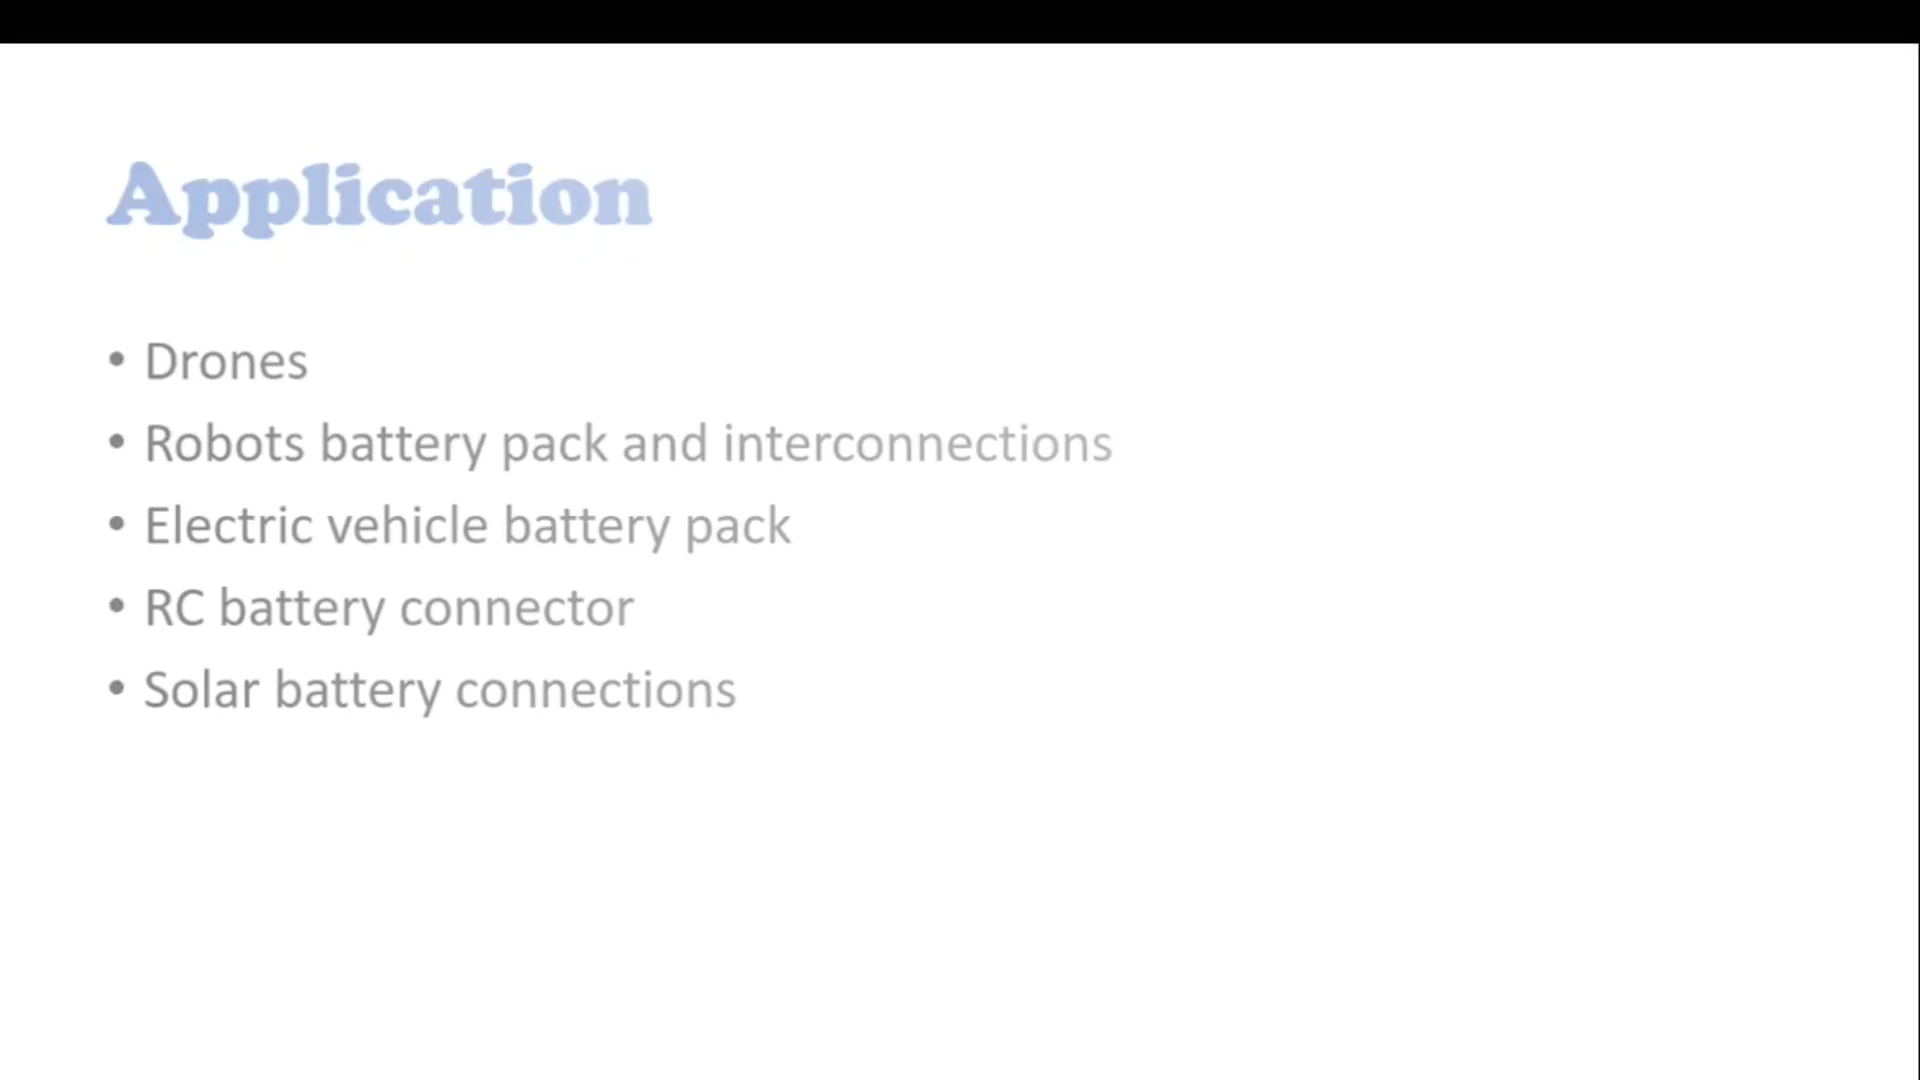 Application
• Drones
• Robots battery pack and interconnections
• Electric vehicle battery pack
• RC battery connector
• Solar battery connections